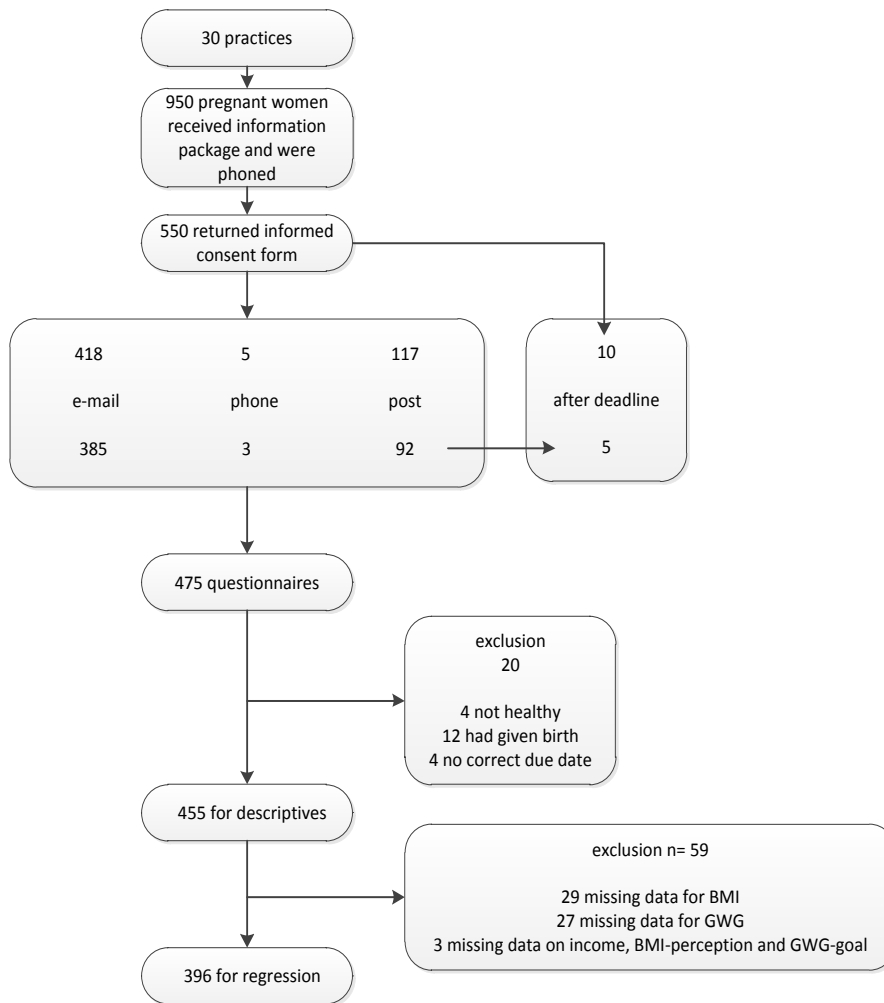 30 practices
950 pregnant women
received information
package and were
phoned
550 returned informed
consent form
418 5 117
e-mail phone post
385 3 92
10
after deadline
5
475 questionnaires
exclusion
20
4 not healthy
12 had given birth
4 no correct due date
455 for descriptives
exclusion n= 59
29 missing data for BMI
27 missing data for GWG
3 missing data on income, BMI-perception and GWG-goal
396 for regression